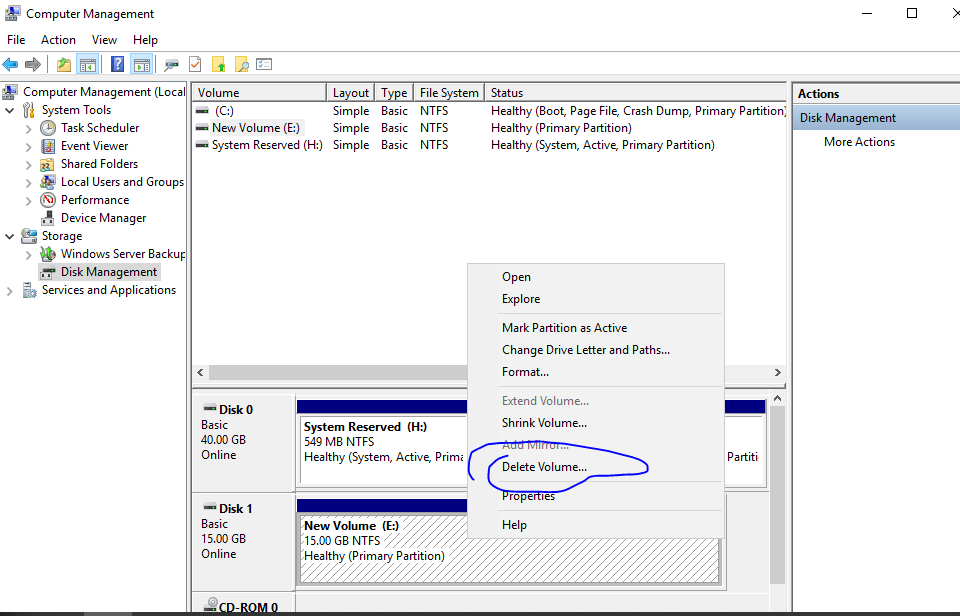 Computer Management
File Action View Help
Computer Management (Local
System Tools
Task Scheduler
Event Viewer
Shared Folders
Local Users and Groups
Performance
Device Manager
Storage
Windows Server Backup
Disk Management
Services and Applications
Volume Layout Type File System Status
(C:) Simple Basic NTFS Healthy (Boot, Page File, Crash Dump, Primary Partition)
New Volume (E:) Simple Basic NTFS Healthy (Primary Partition)
System Reserved (H:) Simple Basic NTFS Healthy (System, Active, Primary Partition)
Actions
Disk Management
More Actions
Open
Explore
Mark Partition as Active
Change Drive Letter and Paths...
Format...
Extend Volume...
Shrink Volume...
Add Mirror...
Delete Volume...
Properties
Help
Disk 0
Basic
40.00 GB
Online
System Reserved (H:)
549 MB NTFS
Healthy (System, Active, Prima
Partiti
Disk 1
Basic
15.00 GB
Online
New Volume (E:)
15.00 GB NTFS
Healthy (Primary Partition)
CD-ROM 0